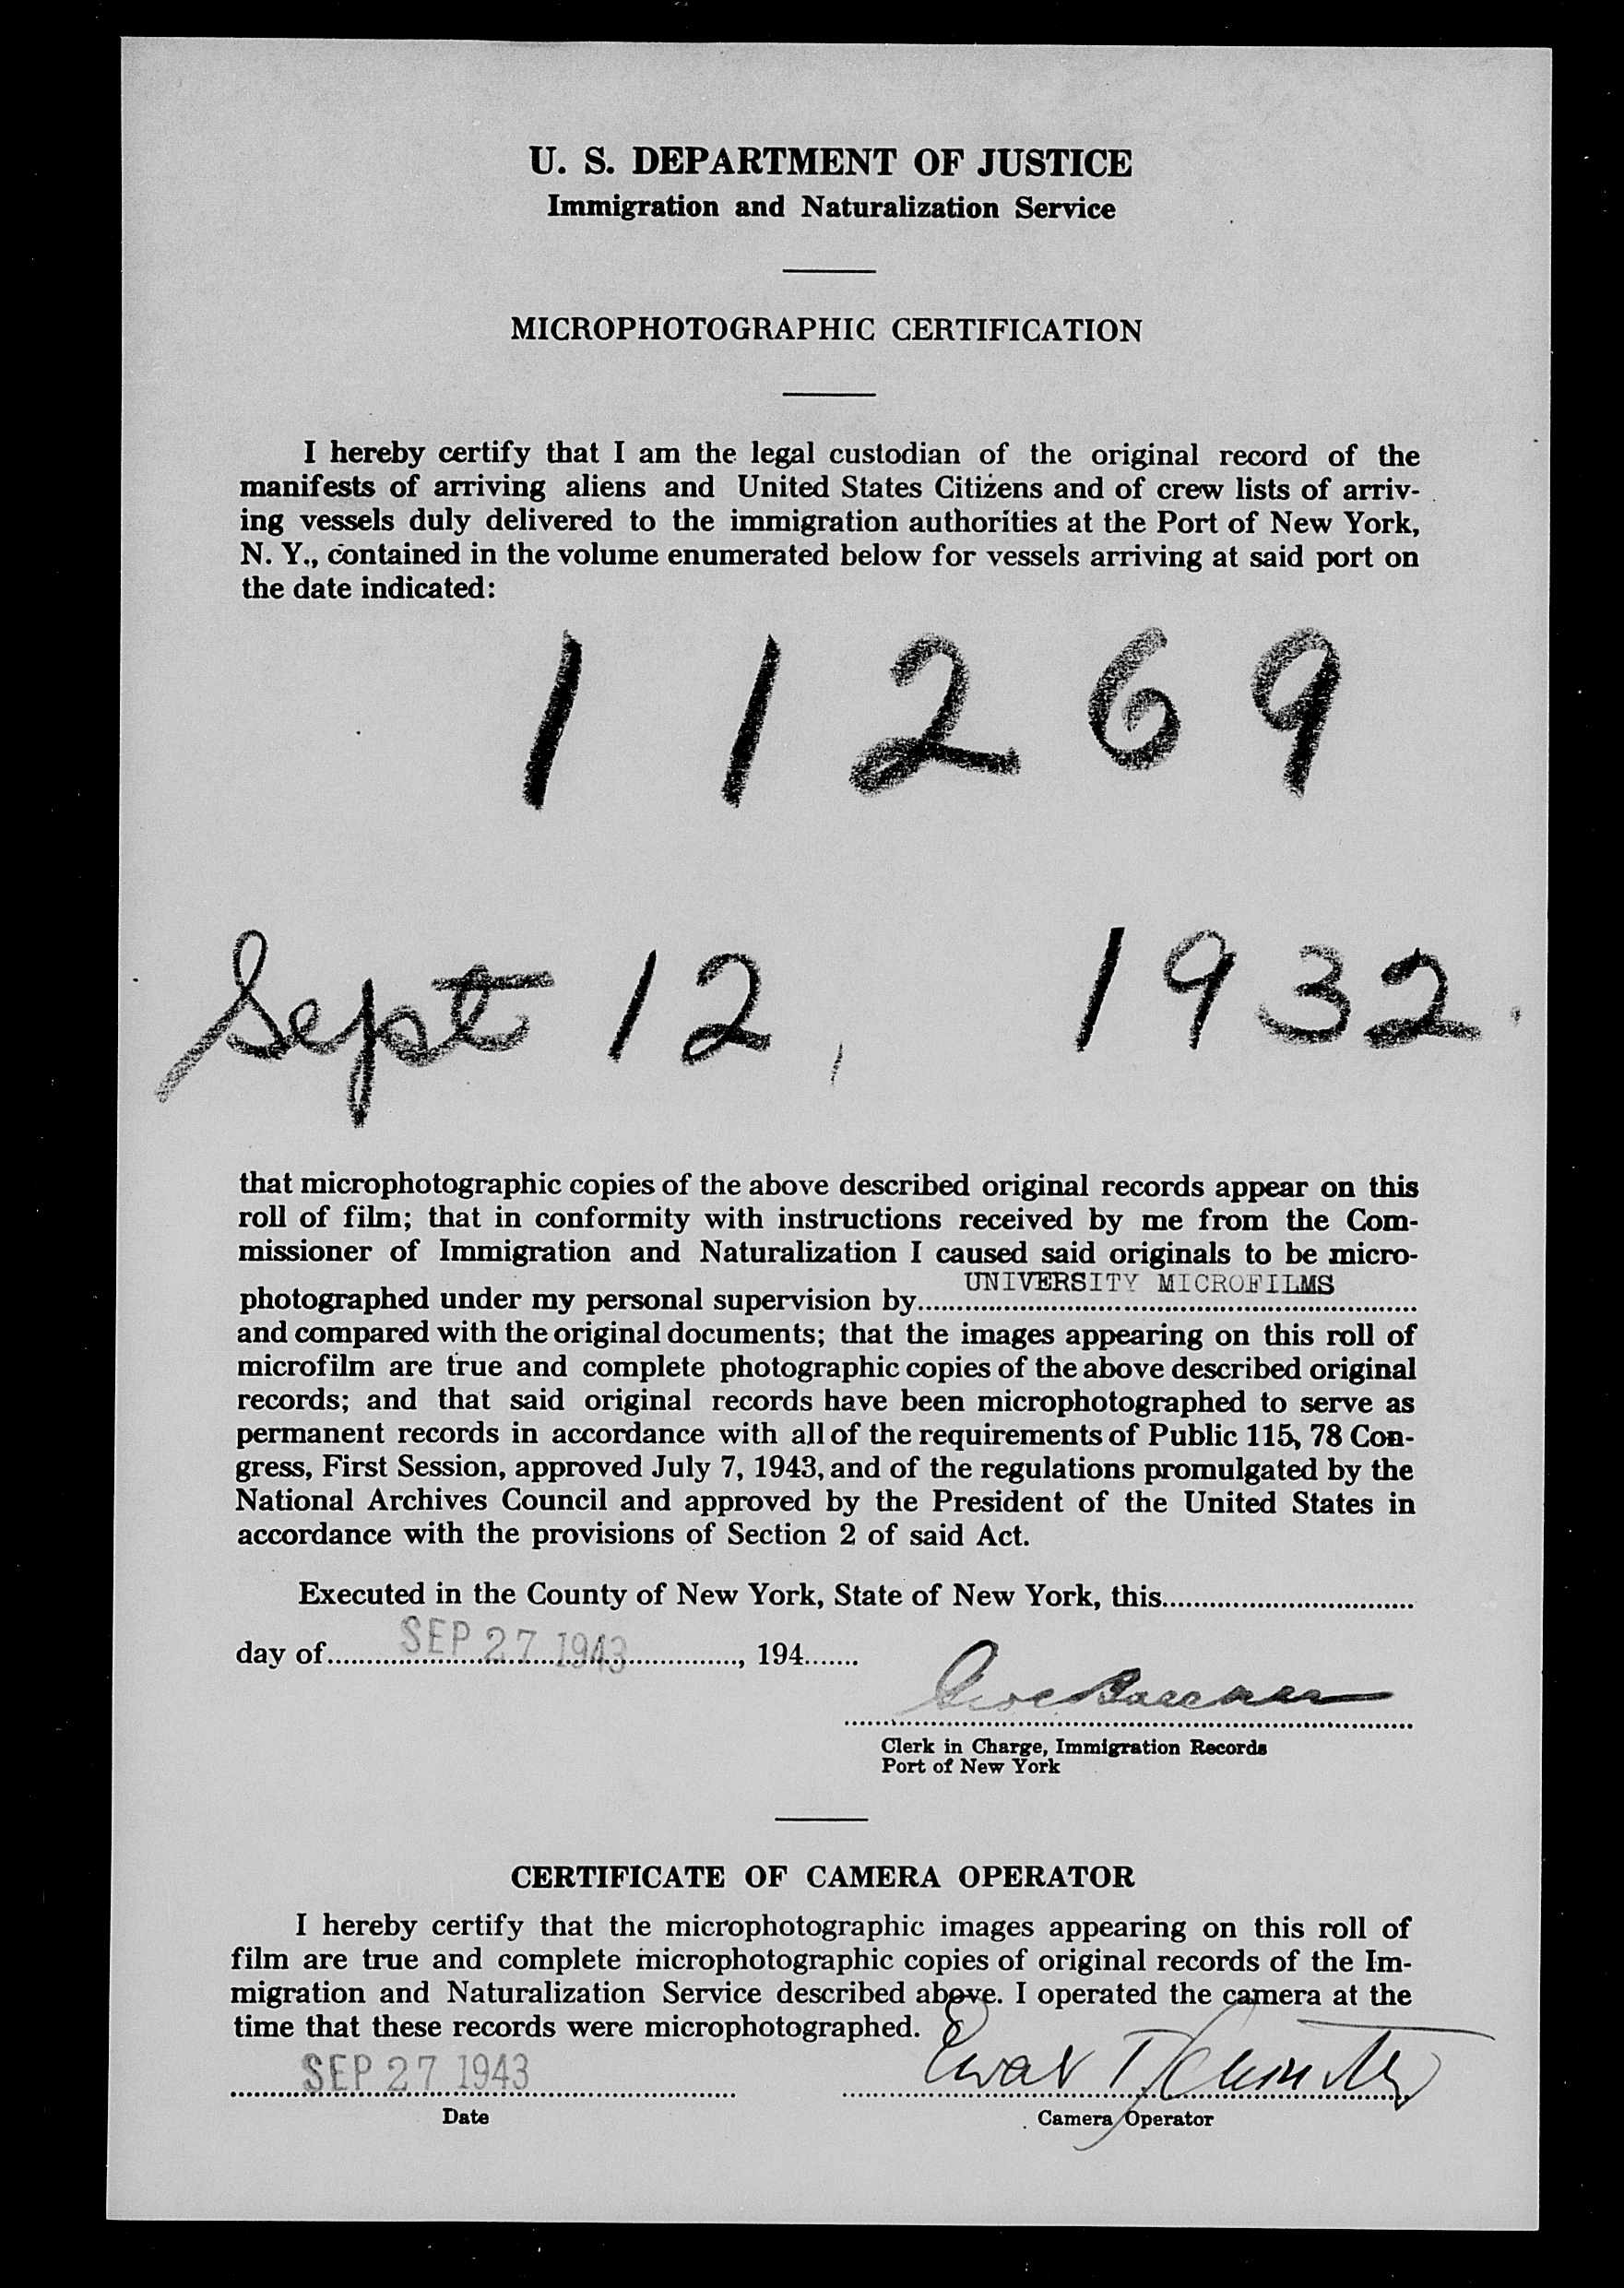 U. S. DEPARTMENT OF JUSTICE
Immigration and Naturalization Service
MICROPHOTOGRAPHIC CERTIFICATION
I hereby certify that I am the legal custodian of the original record of the
manifests of arriving aliens and United States Citizens and of crew lists of arriv-
ing vessels duly delivered to the immigration authorities at the Port of New York,
N. Y., contained in the volume enumerated below for vessels arriving at said port on
the date indicated:
1 1 2 6 9
Sept 12, 1932.
that microphotographic copies of the above described original records appear on this
roll of film; that in conformity with instructions received by me from the Com-
missioner of Immigration and Naturalization I caused said originals to be micro-
UNIVERSITY MICROFILMS
photographed under my personal supervision by
and compared with the original documents; that the images appearing on this roll of
microfilm are true and complete photographic copies of the above described original
records; and that said original records have been microphotographed to serve as
permanent records in accordance with all of the requirements of Public 115, 78 Con-
gress, First Session, approved July 7, 1943, and of the regulations promulgated by the
National Archives Council and approved by the President of the United States in
accordance with the provisions of Section 2 of said Act.
Executed in the County of New York, State of New York, this
day of SEP 27 1943, 194
Clerk in Charge, Immigration Records
Port of New York
CERTIFICATE OF CAMERA OPERATOR
I hereby certify that the microphotographic images appearing on this roll of
film are true and complete microphotographic copies of original records of the Im-
migration and Naturalization Service described above. I operated the camera at the
time that these records were microphotographed.
SEP 27 1943
Date
Camera Operator